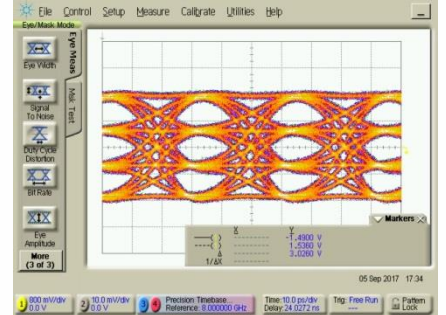 File Control Setup Measure Calibrate Utilities Help
Eye/Mask Mode
Eye Meas
Msk Test
Eye Width
Signal
To Noise
Duty Cycle
Distortion
Bit Rate
Eye
Amplitude
More
(3 of 3)
Markers
X Y
-1.4900 V
1.5360 V
Δ 3.0260 V
1/ΔX
05 Sep 2017 17:34
1 800 mV/div
0.0 V
2 10.0 mV/div
0.0 V
Precision Timebase...
Reference: 8.000000 GHz
Time:10.0 ps/div
Delay:24.0272 ns
Trig: Free Run
Pattern
Lock